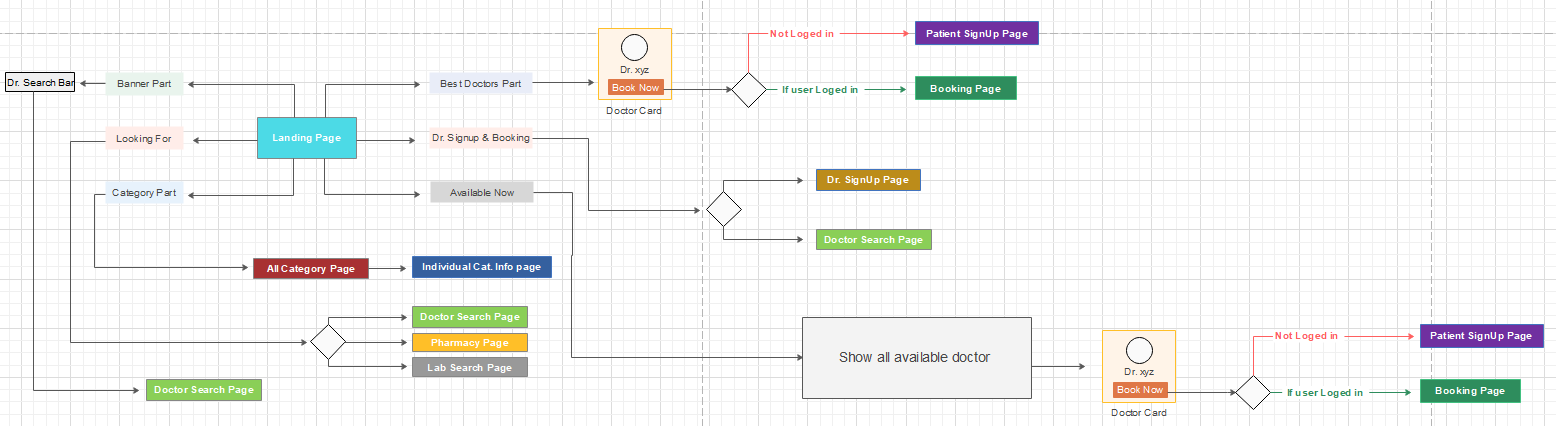 Not Loged in
Patient SignUp Page
Dr. xyz
Dr. Search Bar
Banner Part
Best Doctors Part
Book Now
If user Loged in
Booking Page
Doctor Card
Looking For
Landing Page
Dr. Signup & Booking
Category Part
Available Now
Dr. SignUp Page
Doctor Search Page
All Category Page
Individual Cat. Info page
Doctor Search Page
Pharmacy Page
Lab Search Page
Doctor Search Page
Show all available doctor
Not Loged in
Patient SignUp Page
Dr. xyz
Book Now
If user Loged in
Booking Page
Doctor Card